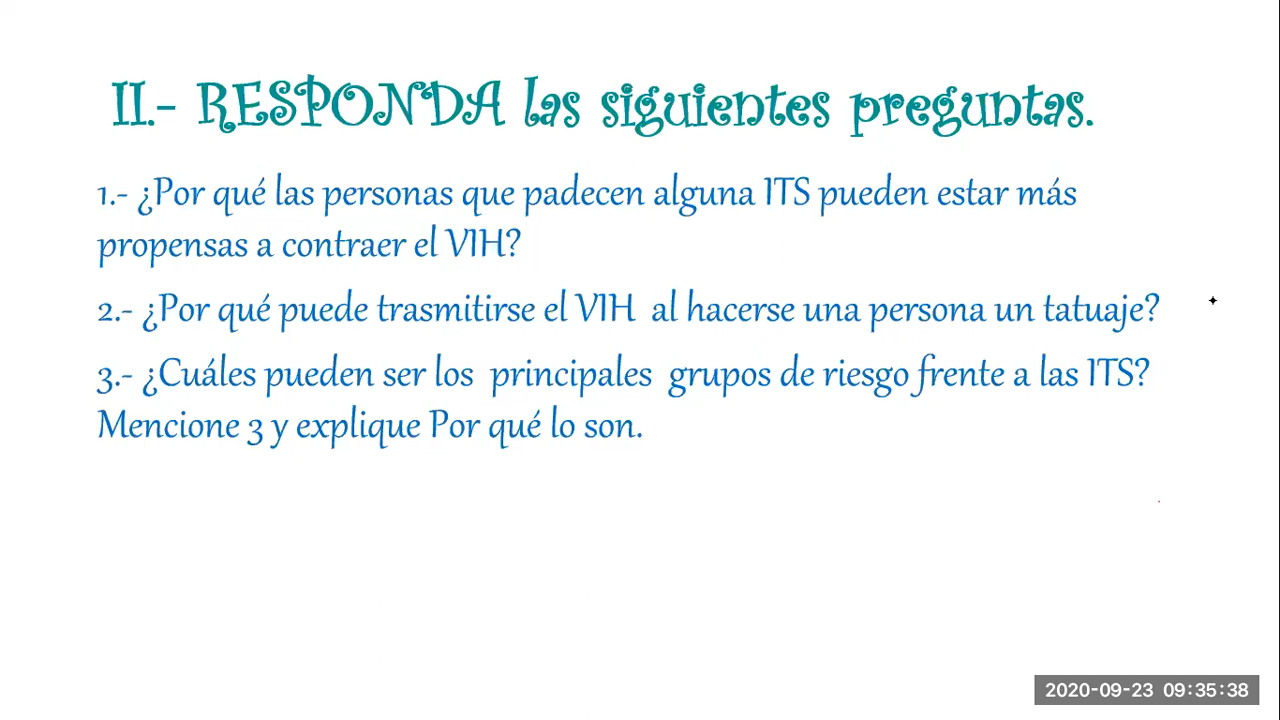 II.- RESPONDA las siguientes preguntas.
1.- ¿Por qué las personas que padecen alguna ITS pueden estar más
propensas a contraer el VIH?
2.- ¿Por qué puede trasmitirse el VIH al hacerse una persona un tatuaje?
3.- ¿Cuáles pueden ser los principales grupos de riesgo frente a las ITS?
Mencione 3 y explique Por qué lo son.
2020-09-23 09:35:38